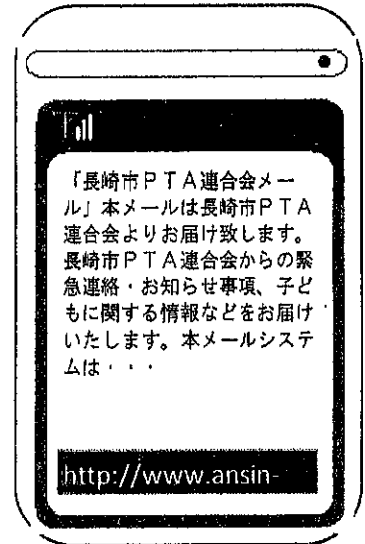 「長崎市ＰＴＡ連合会メー
ル」本メールは長崎市ＰＴＡ
連合会よりお届け致します。
長崎市ＰＴＡ連合会からの緊
急連絡・お知らせ事項、子ど
もに関する情報などをお届け
いたします。本メールシステ
ムは・・・
http://www.ansin-